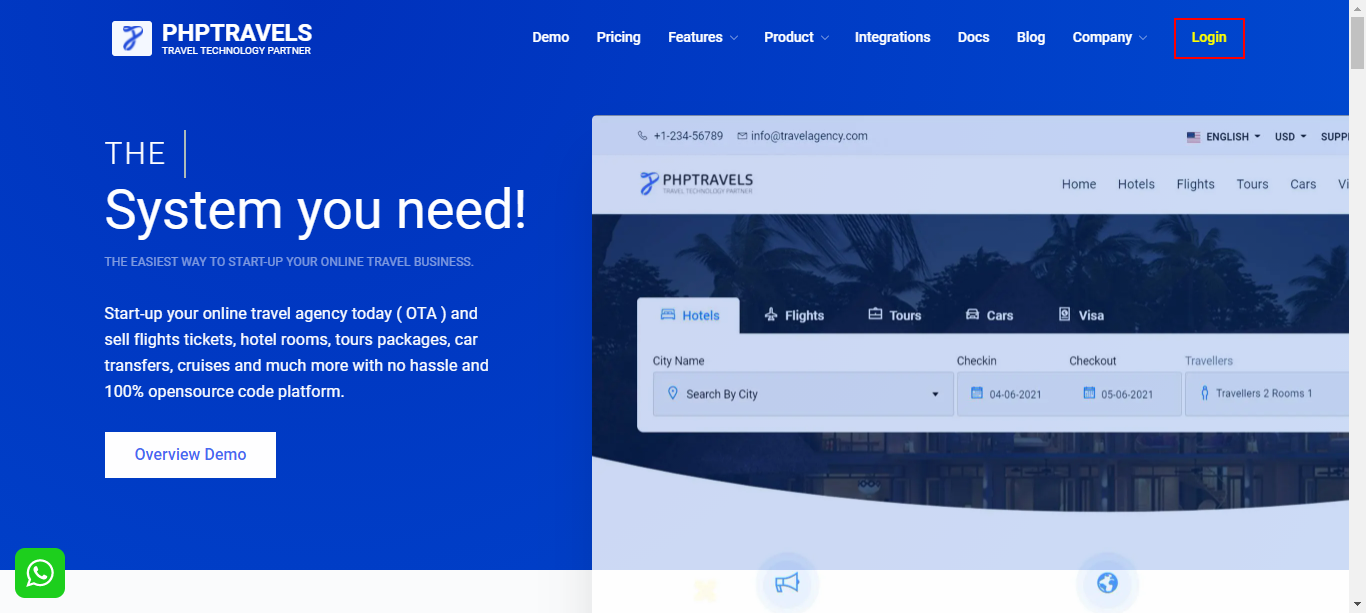 PHPTRAVELS
TRAVEL TECHNOLOGY PARTNER
Demo Pricing Features Product Integrations Docs Blog Company Login
THE
System you need!
THE EASIEST WAY TO START-UP YOUR ONLINE TRAVEL BUSINESS.
Start-up your online travel agency today ( OTA ) and
sell flights tickets, hotel rooms, tours packages, car
transfers, cruises and much more with no hassle and
100% opensource code platform.
Overview Demo
+1-234-56789 info@travelagency.com ENGLISH USD
PHPTRAVELS
TRAVEL TECHNOLOGY PARTNER
Home Hotels Flights Tours Cars
Hotels Flights Tours Cars Visa
City Name Checkin Checkout Travellers
Search By City 04-06-2021 05-06-2021 Travellers 2 Rooms 1